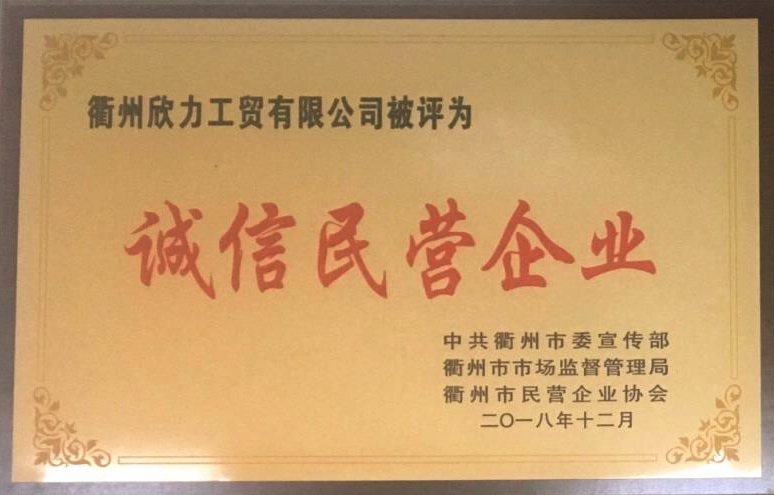 衢州欣力工贸有限公司被评为
诚信民营企业
中共衢州市委宣传部
衢州市市场监督管理局
衢州市民营企业协会
二〇一八年十二月